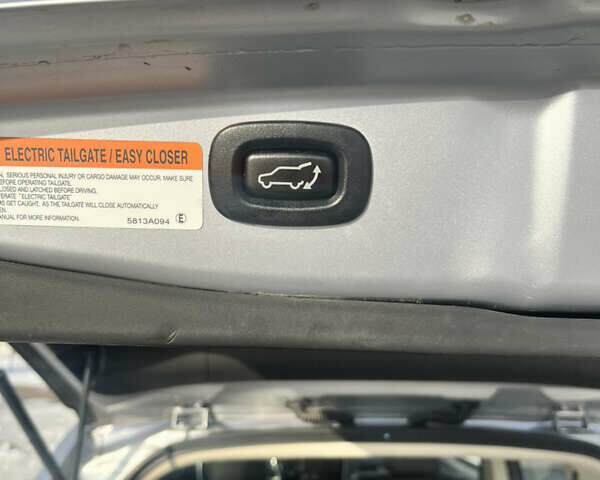 ELECTRIC TAILGATE / EASY CLOSER
SERIOUS PERSONAL INJURY OR CARGO DAMAGE MAY OCCUR. MAKE SURE
BEFORE OPERATING TAILGATE.
CLOSED AND LATCHED BEFORE DRIVING.
"ELECTRIC TAILGATE"
GET CAUGHT, AS THE TAILGATE WILL CLOSE AUTOMATICALLY
MANUAL FOR MORE INFORMATION.
5813A094 E